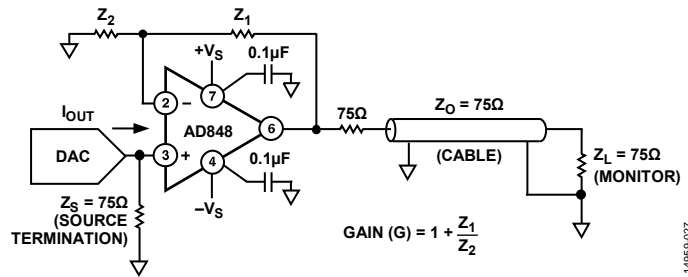 Z2
Z1
+VS
0.1µF
7
2
–
IOUT
AD848
6
75Ω
ZO = 75Ω
DAC
3
+
4
0.1µF
(CABLE)
ZL = 75Ω
(MONITOR)
ZS = 75Ω
(SOURCE
TERMINATION)
–VS
GAIN (G) = 1 + Z1/Z2
14959-027